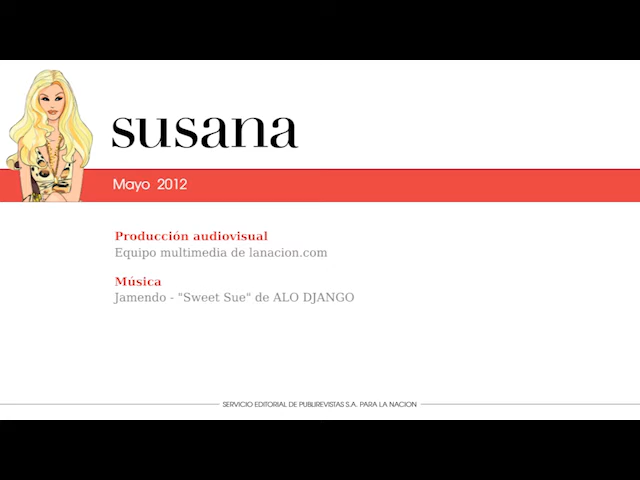 susana
Mayo 2012
Producción audiovisual
Equipo multimedia de lanacion.com
Música
Jamendo - "Sweet Sue" de ALO DJANGO
SERVICIO EDITORIAL DE PUBLIREVISTAS S.A. PARA LA NACION